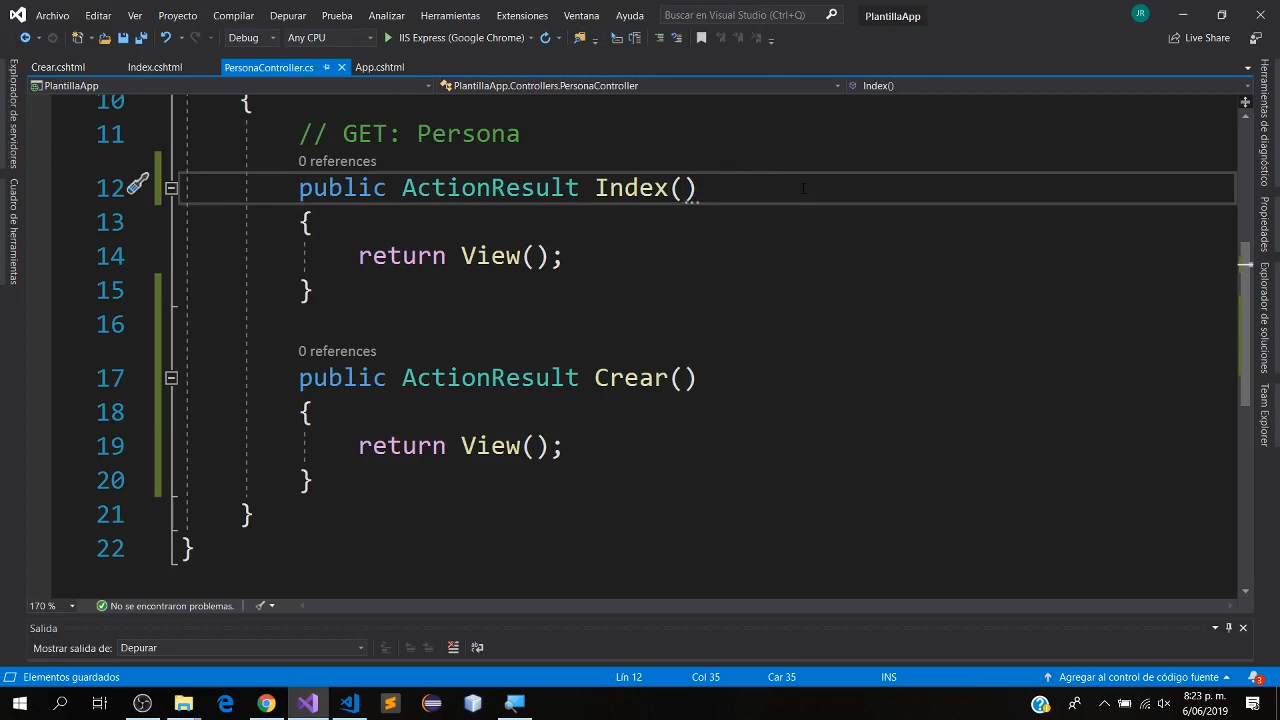 Archivo Editar Ver Proyecto Compilar Depurar Prueba Analizar Herramientas Extensiones Ventana Ayuda Buscar en Visual Studio (Ctrl+Q) PlantillaApp JR
Debug Any CPU IIS Express (Google Chrome) Live Share
Crear.cshtml Index.cshtml PersonaController.cs App.cshtml
PlantillaApp PlantillaApp.Controllers.PersonaController Index()
Explorador de servidores
Cuadro de herramientas
10 {
11 // GET: Persona
0 references
12 public ActionResult Index()
13 {
14 return View();
15 }
16
0 references
17 public ActionResult Crear()
18 {
19 return View();
20 }
21 }
22 }
Herramientas de diagnóstico
Propiedades
Explorador de soluciones
Team Explorer
170 % No se encontraron problemas.
Salida
Mostrar salida de: Depurar
Elementos guardados Lín 12 Col 35 Car 35 INS Agregar al control de código fuente 3
8:23 p. m.
6/06/2019